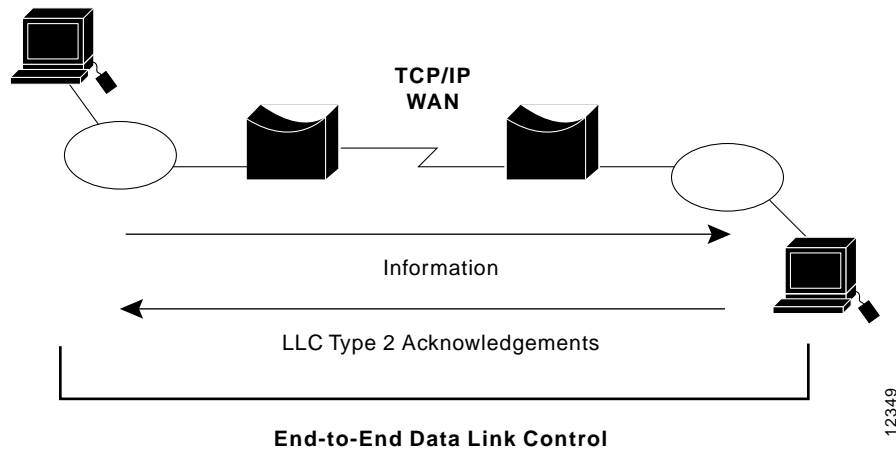 TCP/IP
WAN
Information
LLC Type 2 Acknowledgements
End-to-End Data Link Control
12349